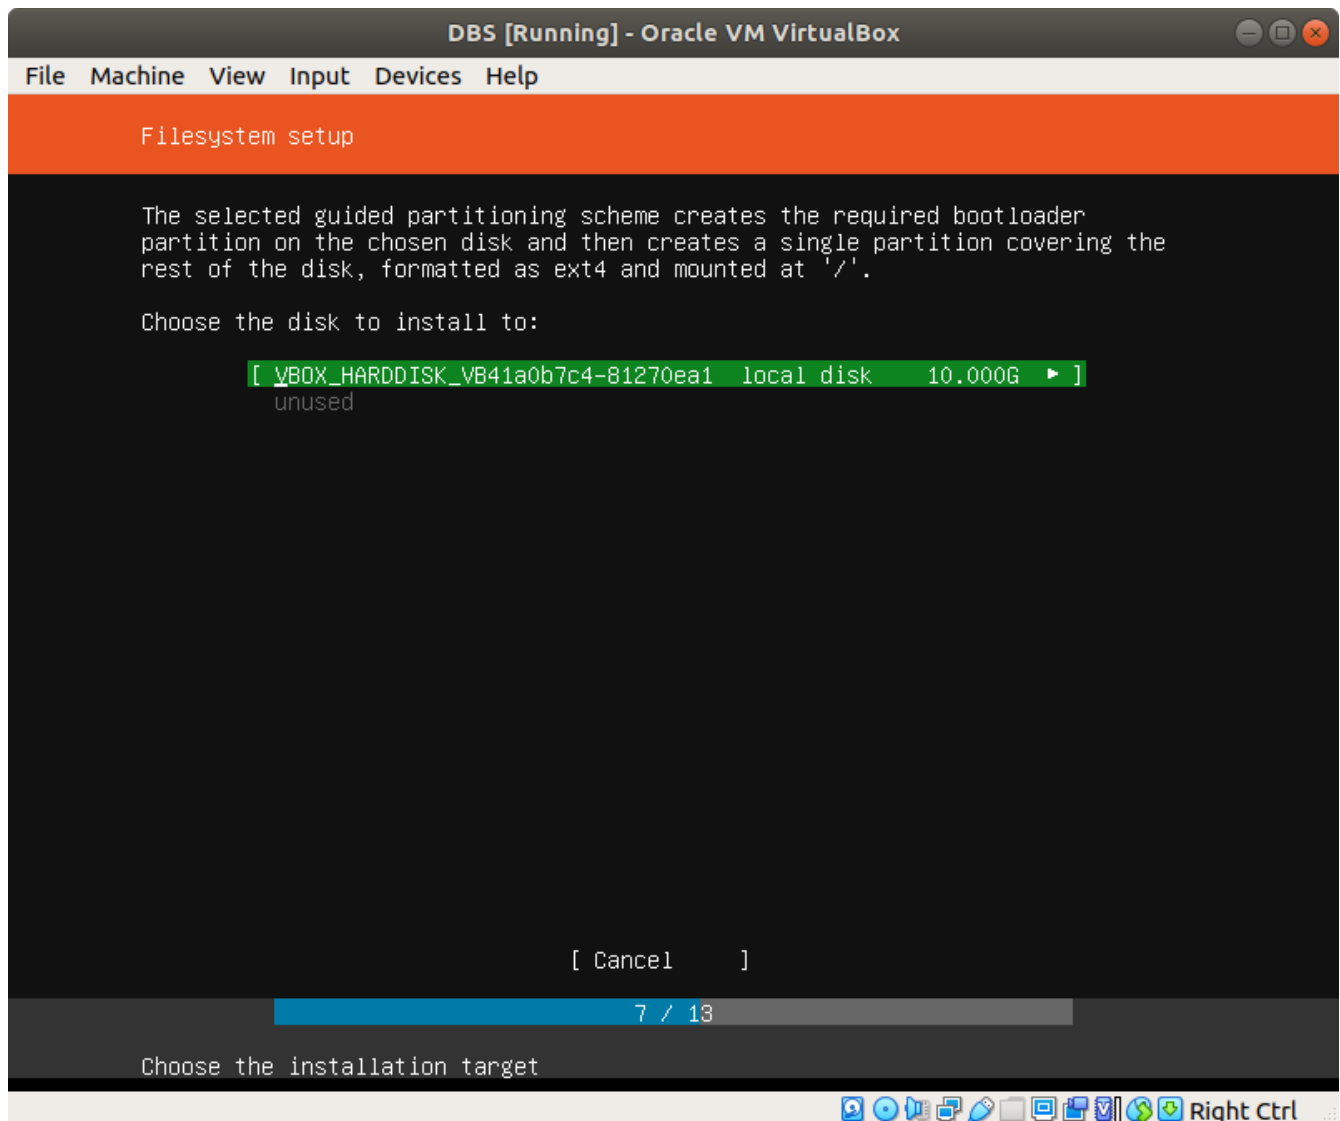 DBS [Running] - Oracle VM VirtualBox
File Machine View Input Devices Help
Filesystem setup
The selected guided partitioning scheme creates the required bootloader
partition on the chosen disk and then creates a single partition covering the
rest of the disk, formatted as ext4 and mounted at '/'.
Choose the disk to install to:
[ VBOX_HARDDISK_VB41a0b7c4-81270ea1 local disk 10.000G ▸ ]
unused
[ Cancel ]
7 / 13
Choose the installation target
Right Ctrl